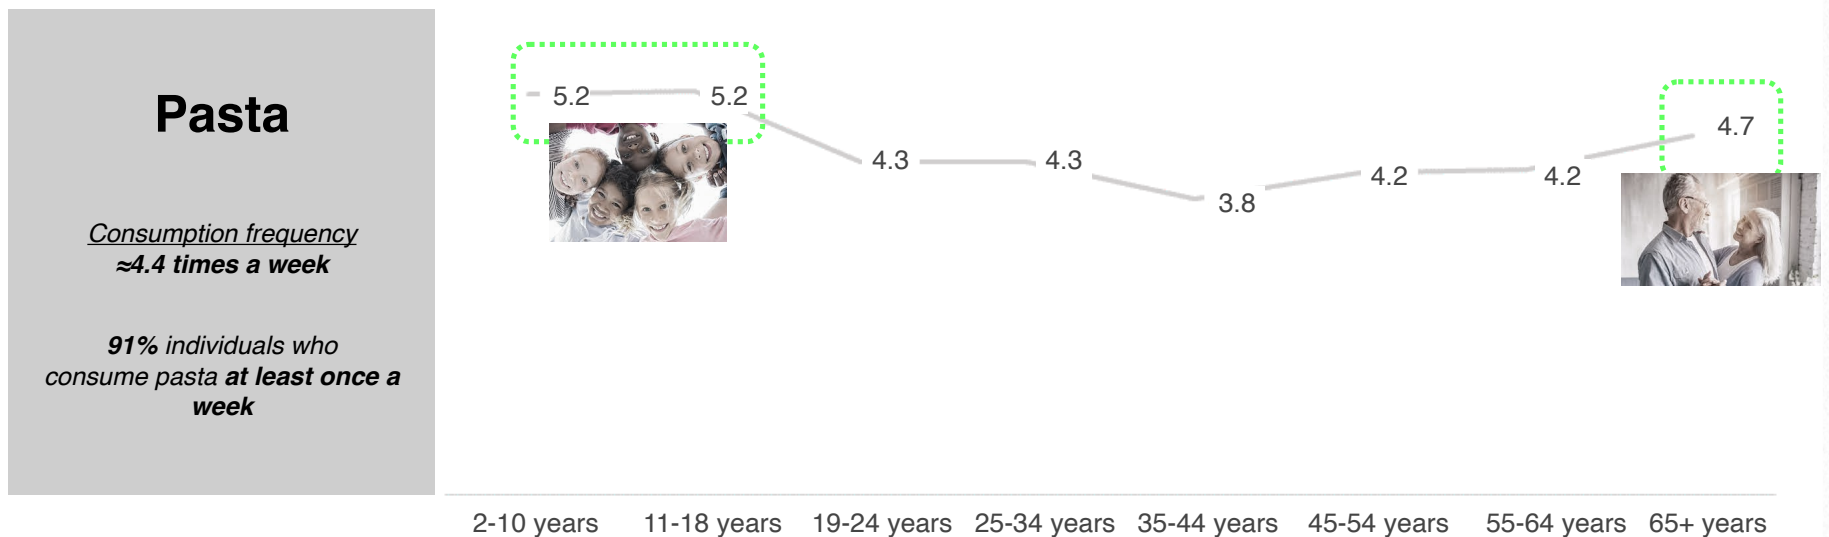 Pasta
Consumption frequency
≈4.4 times a week
91% individuals who
consume pasta at least once a
week
5.2
5.2
4.3
4.3
3.8
4.2
4.2
4.7
2-10 years
11-18 years
19-24 years
25-34 years
35-44 years
45-54 years
55-64 years
65+ years